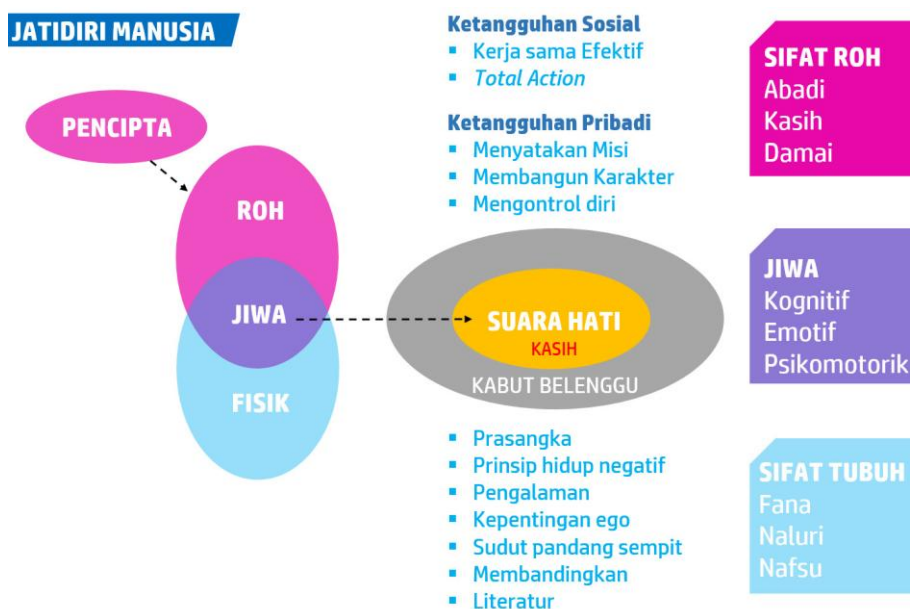 JATIDIRI MANUSIA
PENCIPTA
ROH
JIWA
FISIK
Ketangguhan Sosial
▪ Kerja sama Efektif
▪ Total Action
Ketangguhan Pribadi
▪ Menyatakan Misi
▪ Membangun Karakter
▪ Mengontrol diri
SUARA HATI
KASIH
KABUT BELENGGU
▪ Prasangka
▪ Prinsip hidup negatif
▪ Pengalaman
▪ Kepentingan ego
▪ Sudut pandang sempit
▪ Membandingkan
▪ Literatur
SIFAT ROH
Abadi
Kasih
Damai
JIWA
Kognitif
Emotif
Psikomotorik
SIFAT TUBUH
Fana
Naluri
Nafsu